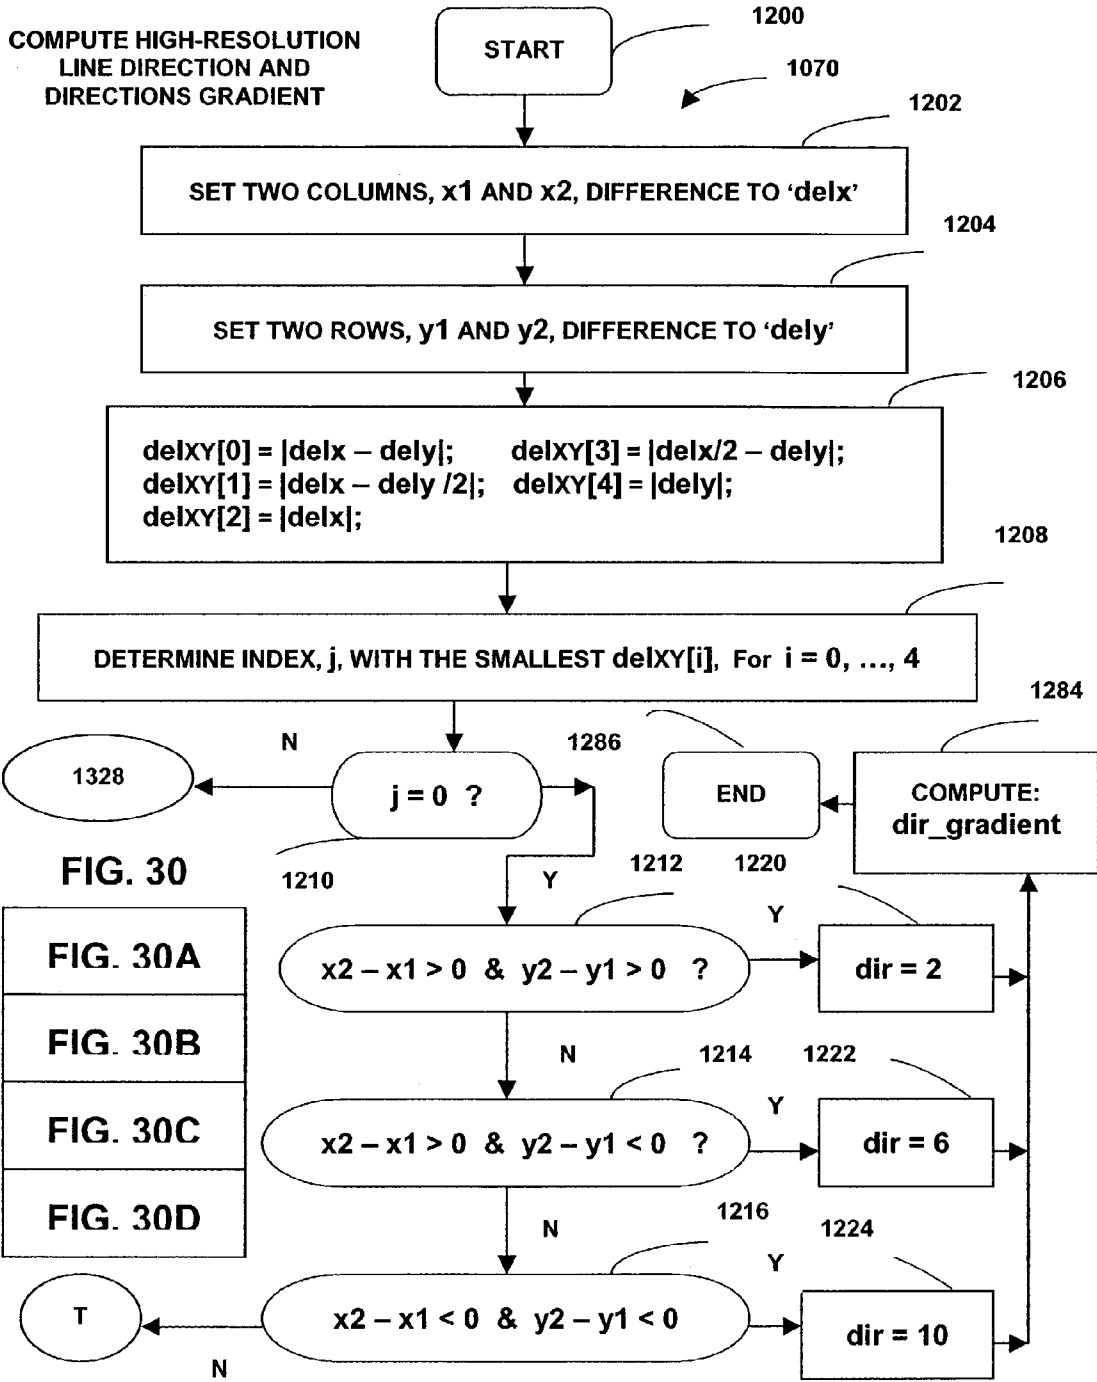 1200
COMPUTE HIGH-RESOLUTION
LINE DIRECTION AND
DIRECTIONS GRADIENT
START
1070
1202
SET TWO COLUMNS, x1 AND x2, DIFFERENCE TO ‘delx’
1204
SET TWO ROWS, y1 AND y2, DIFFERENCE TO ‘dely’
1206
delXY[0] = |delx – dely|; delXY[3] = |delx/2 – dely|;
delXY[1] = |delx – dely /2|; delXY[4] = |dely|;
delXY[2] = |delx|;
1208
DETERMINE INDEX, j, WITH THE SMALLEST delXY[i], For i = 0, ..., 4
1284
N
1286
1328
j = 0 ?
END
COMPUTE:
dir_gradient
FIG. 30
1210
Y
1212
1220
Y
FIG. 30A
x2 – x1 > 0 & y2 – y1 > 0 ?
dir = 2
FIG. 30B
N
1214
1222
Y
FIG. 30C
x2 – x1 > 0 & y2 – y1 < 0 ?
dir = 6
FIG. 30D
N
1216
1224
Y
T
x2 – x1 < 0 & y2 – y1 < 0
dir = 10
N